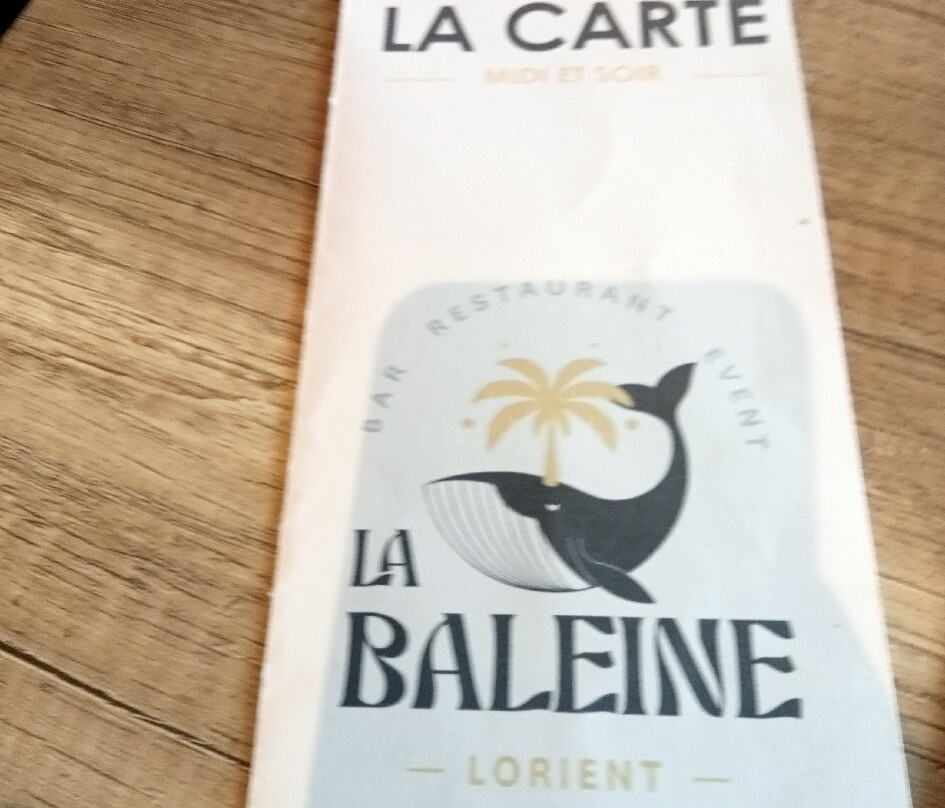 LA CARTE
MIDI ET SOIR
BAR RESTAURANT EVENT
LA
BALEINE
LORIENT